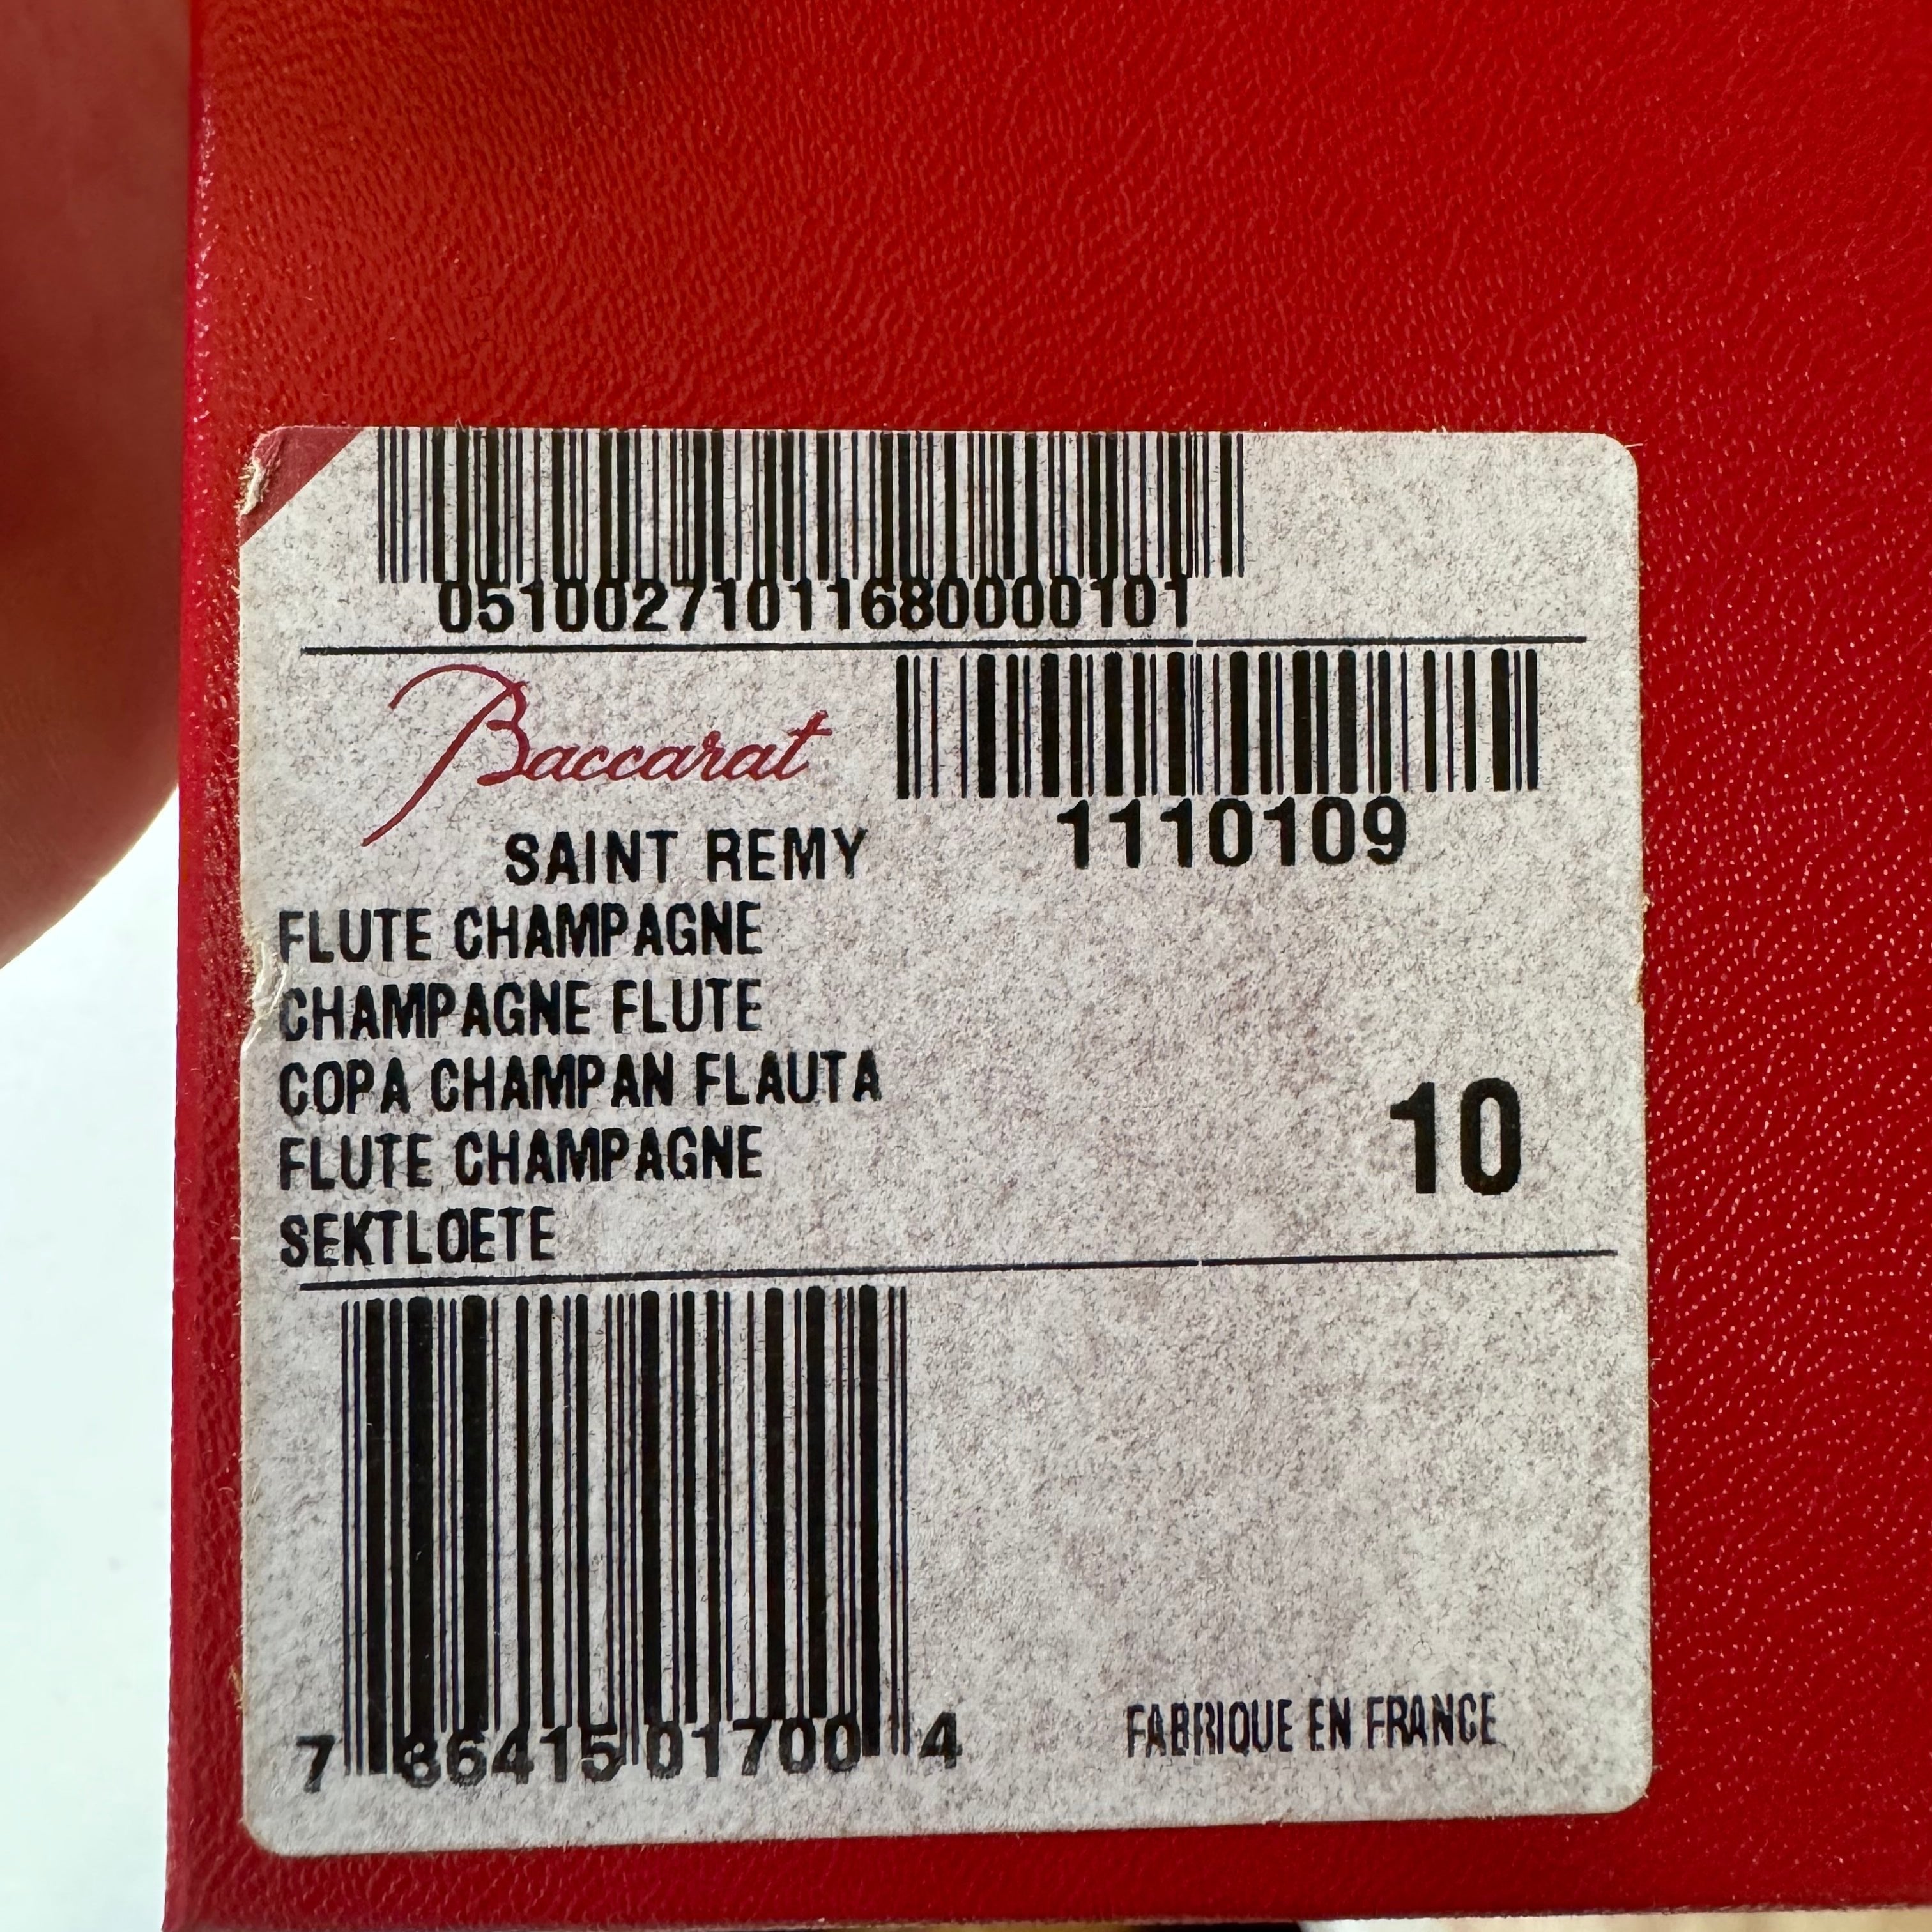 05100271011680000101
Baccarat
1110109
SAINT REMY
FLUTE CHAMPAGNE
CHAMPAGNE FLUTE
COPA CHAMPAN FLAUTA
FLUTE CHAMPAGNE
SEKTLOETE
10
7 86415 01700 4
FABRIQUE EN FRANCE